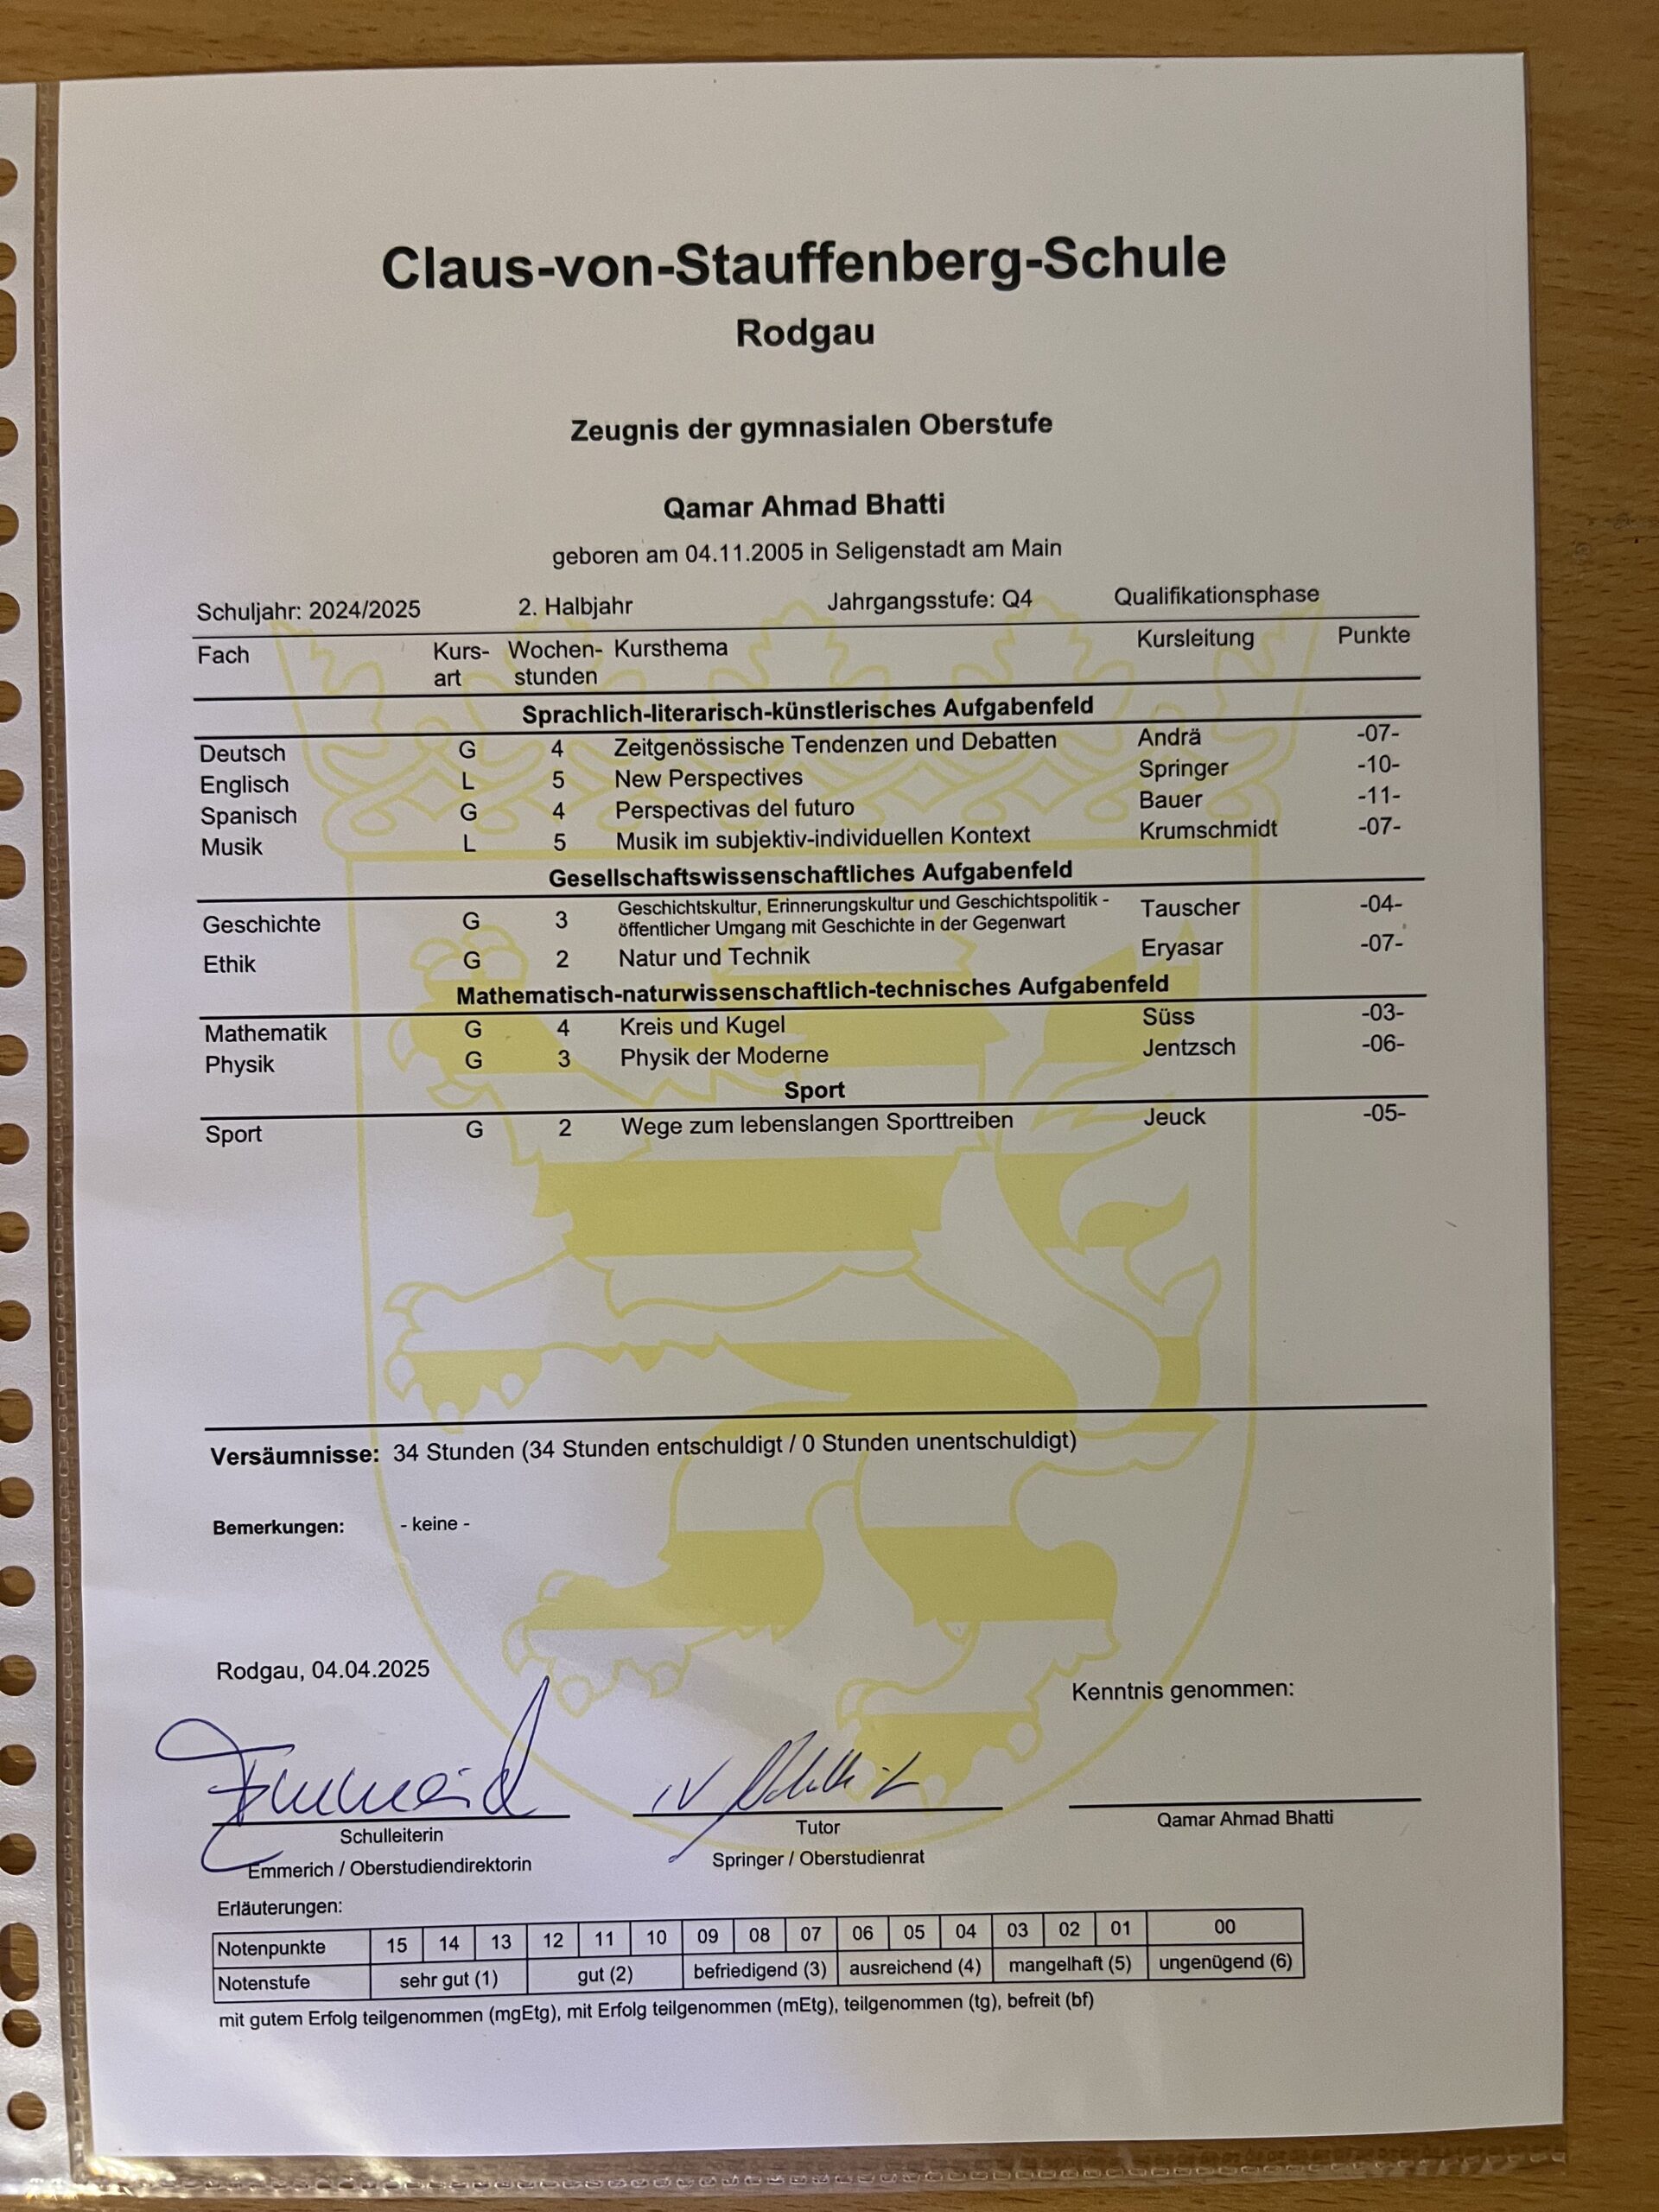 Claus-von-Stauffenberg-Schule
Rodgau
Zeugnis der gymnasialen Oberstufe
Qamar Ahmad Bhatti
geboren am 04.11.2005 in Seligenstadt am Main
Schuljahr: 2024/2025 2. Halbjahr Jahrgangsstufe: Q4 Qualifikationsphase
Fach Kurs- Wochen- Kursthema Kursleitung Punkte
art stunden
Sprachlich-literarisch-künstlerisches Aufgabenfeld
Deutsch G 4 Zeitgenössische Tendenzen und Debatten Andrä -07-
Englisch L 5 New Perspectives Springer -10-
Spanisch G 4 Perspectivas del futuro Bauer -11-
Musik L 5 Musik im subjektiv-individuellen Kontext Krumschmidt -07-
Gesellschaftswissenschaftliches Aufgabenfeld
Geschichte G 3 Geschichtskultur, Erinnerungskultur und Geschichtspolitik - Tauscher -04-
öffentlicher Umgang mit Geschichte in der Gegenwart
Ethik G 2 Natur und Technik Eryasar -07-
Mathematisch-naturwissenschaftlich-technisches Aufgabenfeld
Mathematik G 4 Kreis und Kugel Süss -03-
Physik G 3 Physik der Moderne Jentzsch -06-
Sport
Sport G 2 Wege zum lebenslangen Sporttreiben Jeuck -05-
Versäumnisse: 34 Stunden (34 Stunden entschuldigt / 0 Stunden unentschuldigt)
Bemerkungen: - keine -
Rodgau, 04.04.2025
Kenntnis genommen:
Schulleiterin Tutor Qamar Ahmad Bhatti
Emmerich / Oberstudiendirektorin Springer / Oberstudienrat
Erläuterungen:
Notenpunkte 15 14 13 12 11 10 09 08 07 06 05 04 03 02 01 00
Notenstufe sehr gut (1) gut (2) befriedigend (3) ausreichend (4) mangelhaft (5) ungenügend (6)
mit gutem Erfolg teilgenommen (mgEtg), mit Erfolg teilgenommen (mEtg), teilgenommen (tg), befreit (bf)